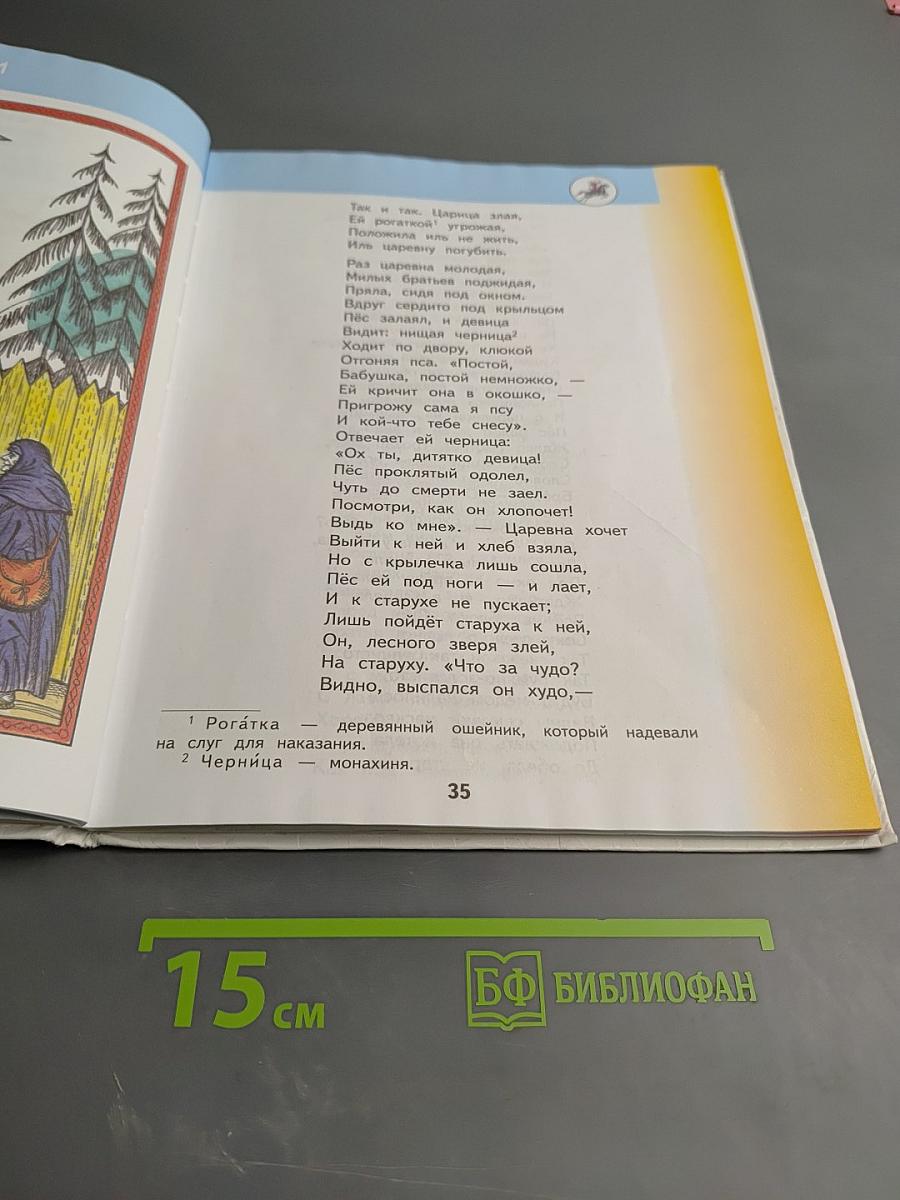 Так и так. Царица злая,
Ей рогаткой¹ угрожая,
Положила иль не жить,
Иль царевну погубить.
Раз царевна молодая,
Милых братьев поджидая,
Пряла, сидя под окном.
Вдруг сердито под крыльцом
Пёс залаял, и девица
Видит: нищая черница²
Ходит по двору, клюкой
Отгоняя пса. «Постой,
Бабушка, постой немножко, —
Ей кричит она в окошко, —
Пригрожу сама я псу
И кой-что тебе снесу».
Отвечает ей черница:
«Ох ты, дитятко девица!
Пёс проклятый одолел,
Чуть до смерти не заел.
Посмотри, как он хлопочет!
Выдь ко мне». — Царевна хочет
Выйти к ней и хлеб взяла,
Но с крылечка лишь сошла,
Пёс ей под ноги — и лает,
И к старухе не пускает;
Лишь пойдёт старуха к ней,
Он, лесного зверя злей,
На старуху. «Что за чудо?
Видно, выспался он худо,—
¹ Рога́тка — деревянный ошейник, который надевали
на слуг для наказания.
² Черни́ца — монахиня.
35
15 см
БФ БИБЛИОФАН